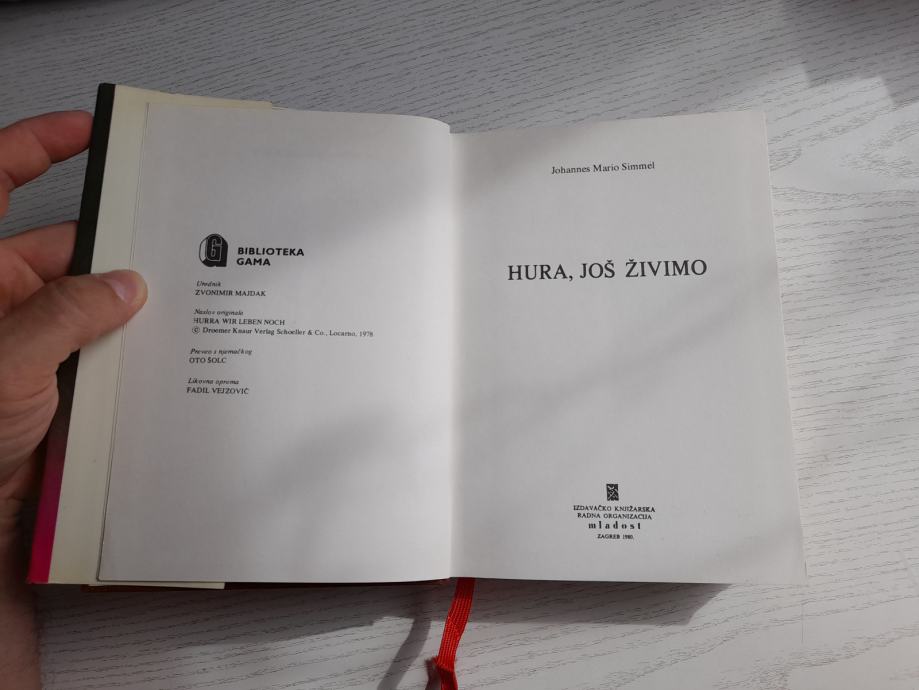 BIBLIOTEKA
GAMA
Urednik
ZVONIMIR MAJDAK
Naslov originala
HURRA WIR LEBEN NOCH
© Droemer Knaur Verlag Schoeller & Co., Locarno, 1978
Preveo s njemačkog
OTO ŠOLC
Likovna oprema
FADIL VEJZOVIĆ
Johannes Mario Simmel
HURA, JOŠ ŽIVIMO
IZDAVAČKO KNJIŽARSKA
RADNA ORGANIZACIJA
mladost
ZAGREB 1980.